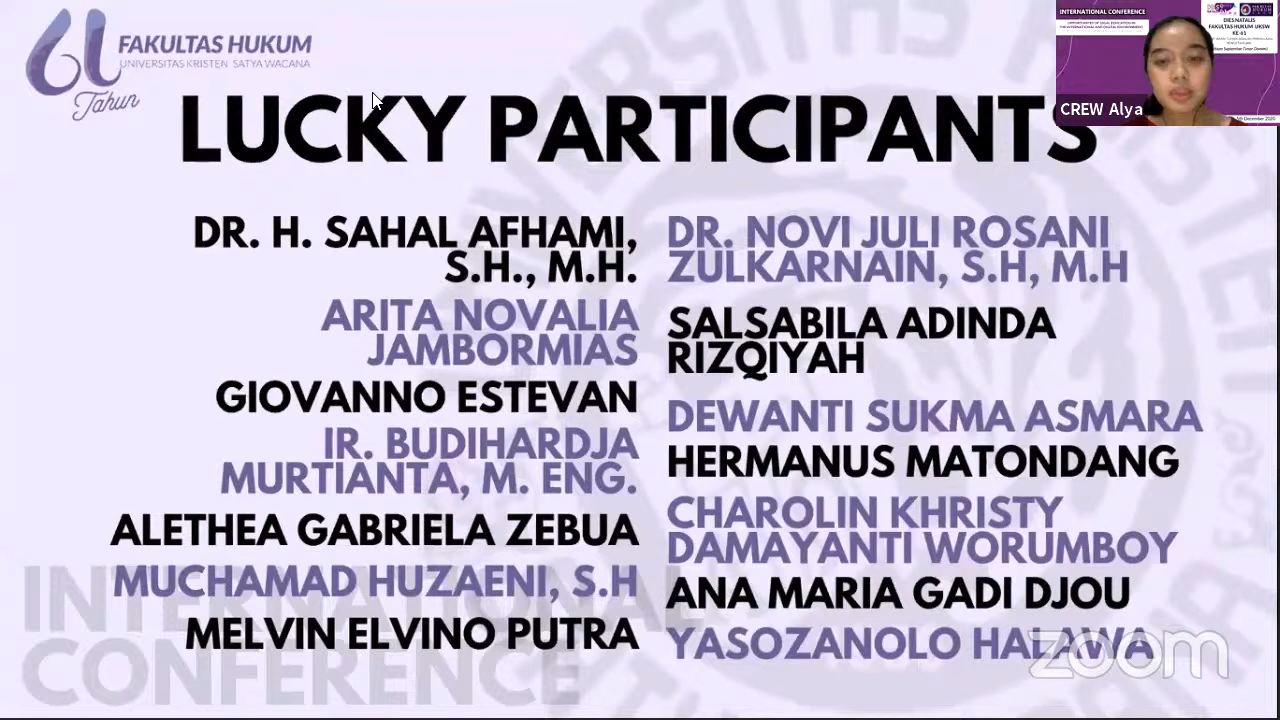 61
Tahun
FAKULTAS HUKUM
UNIVERSITAS KRISTEN SATYA WACANA
LUCKY PARTICIPANTS
DR. H. SAHAL AFHAMI,
S.H., M.H.
ARITA NOVALIA
JAMBORMIAS
GIOVANNO ESTEVAN
IR. BUDIHARDJA
MURTIANTA, M. ENG.
ALETHEA GABRIELA ZEBUA
MUCHAMAD HUZAENI, S.H
MELVIN ELVINO PUTRA
DR. NOVI JULI ROSANI
ZULKARNAIN, S.H, M.H
SALSABILA ADINDA
RIZQIYAH
DEWANTI SUKMA ASMARA
HERMANUS MATONDANG
CHAROLIN KHRISTY
DAMAYANTI WORUMBOY
ANA MARIA GADI DJOU
YASOZANOLO HALAWA
INTERNATIONAL
CONFERENCE
zoom
INTERNATIONAL CONFERENCE
DIES NATALIS
FAKULTAS HUKUM UKSW
KE-61
CREW Alya
December 2020